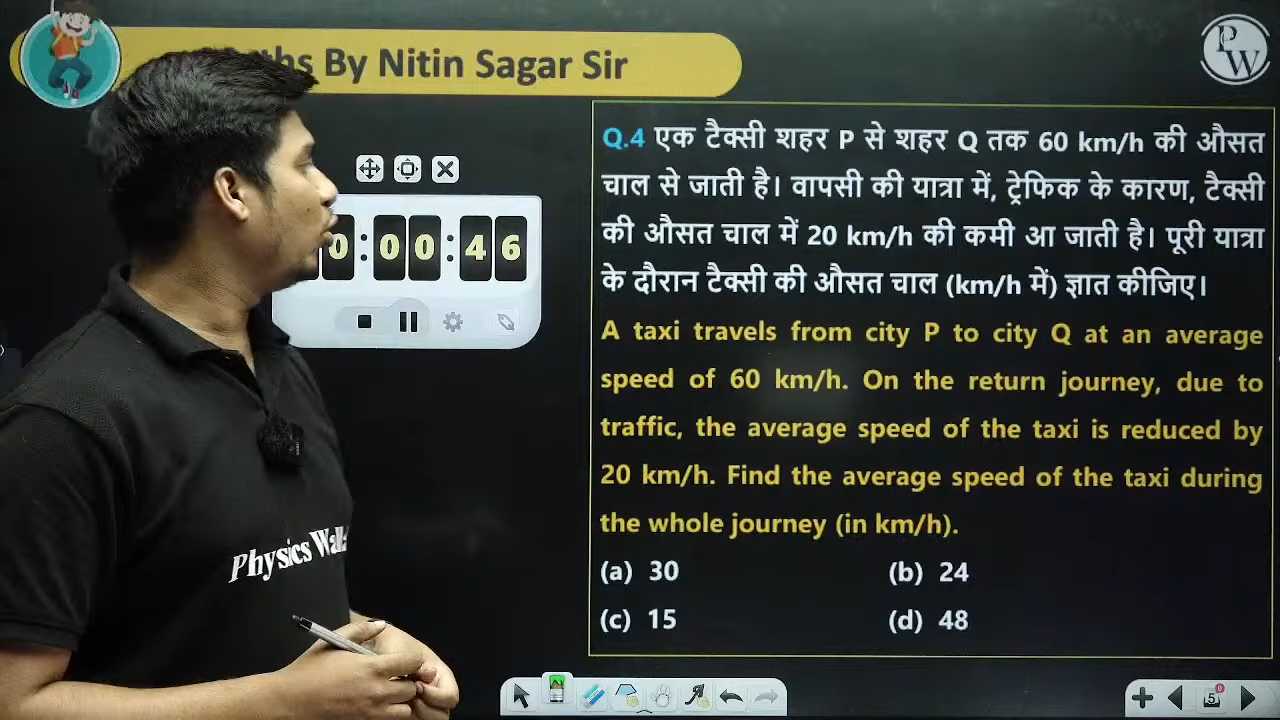 By Nitin Sagar Sir
PW
Q.4 एक टैक्सी शहर P से शहर Q तक 60 km/h की औसत
चाल से जाती है। वापसी की यात्रा में, ट्रेफिक के कारण, टैक्सी
की औसत चाल में 20 km/h की कमी आ जाती है। पूरी यात्रा
के दौरान टैक्सी की औसत चाल (km/h में) ज्ञात कीजिए।
A taxi travels from city P to city Q at an average
speed of 60 km/h. On the return journey, due to
traffic, the average speed of the taxi is reduced by
20 km/h. Find the average speed of the taxi during
the whole journey (in km/h).
(a) 30
(b) 24
(c) 15
(d) 48
0:00:46
Physics
5
0